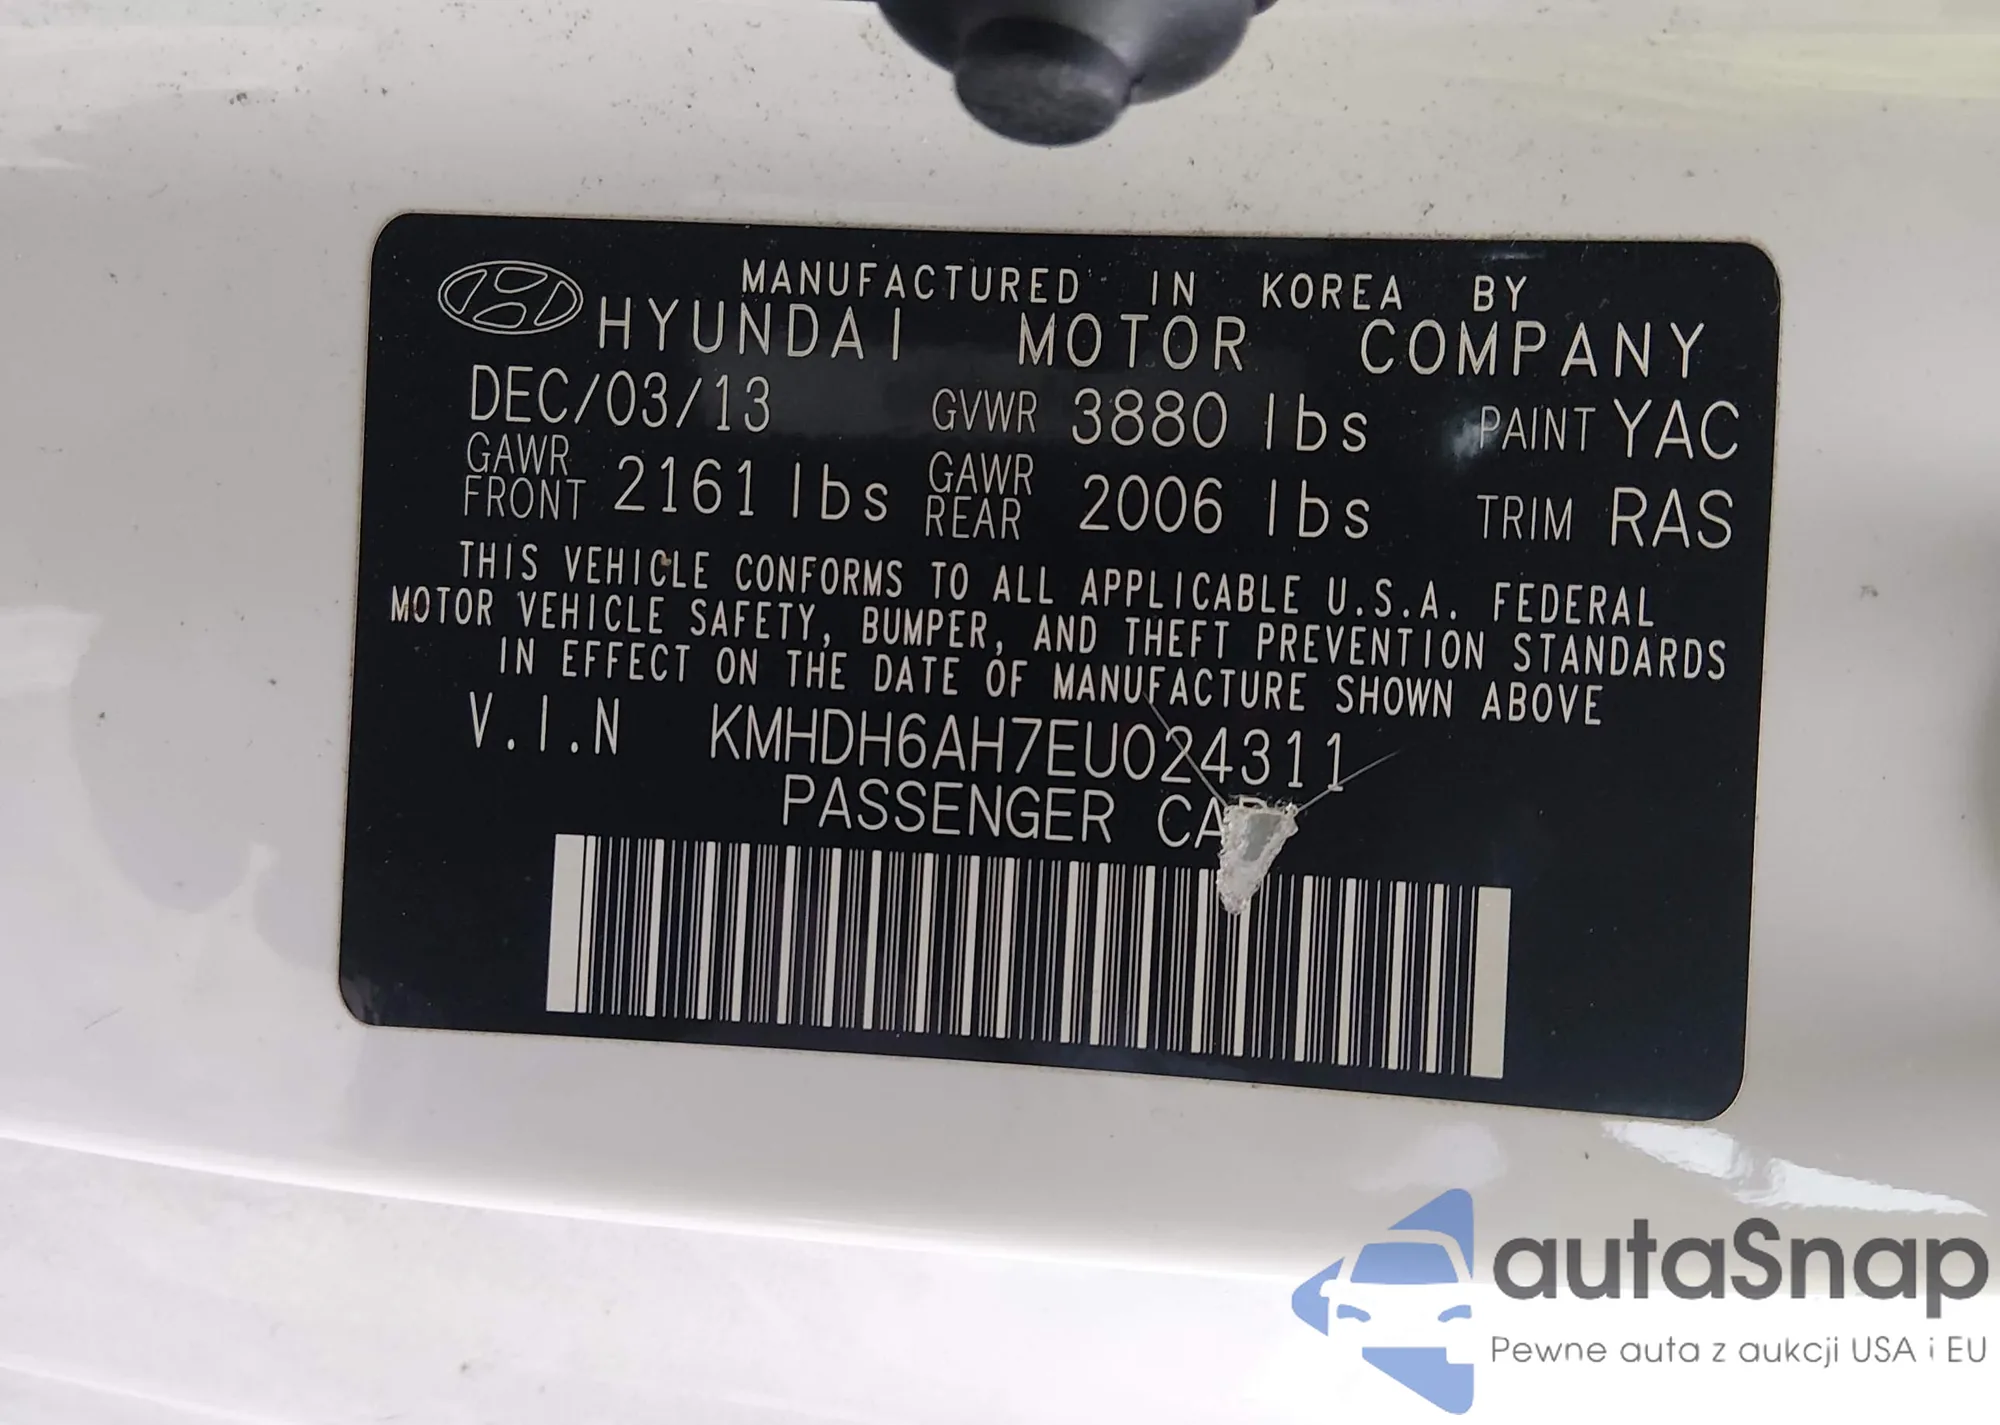 MANUFACTURED IN KOREA BY
HYUNDAI MOTOR COMPANY
DEC/03/13 GVWR 3880 lbs PAINT YAC
GAWR FRONT 2161 lbs GAWR REAR 2006 lbs TRIM RAS
THIS VEHICLE CONFORMS TO ALL APPLICABLE U.S.A. FEDERAL
MOTOR VEHICLE SAFETY, BUMPER, AND THEFT PREVENTION STANDARDS
IN EFFECT ON THE DATE OF MANUFACTURE SHOWN ABOVE
V.I.N KMHDH6AH7EU024311
PASSENGER CAR
autaSnap
Pewne auta z aukcji USA i EU